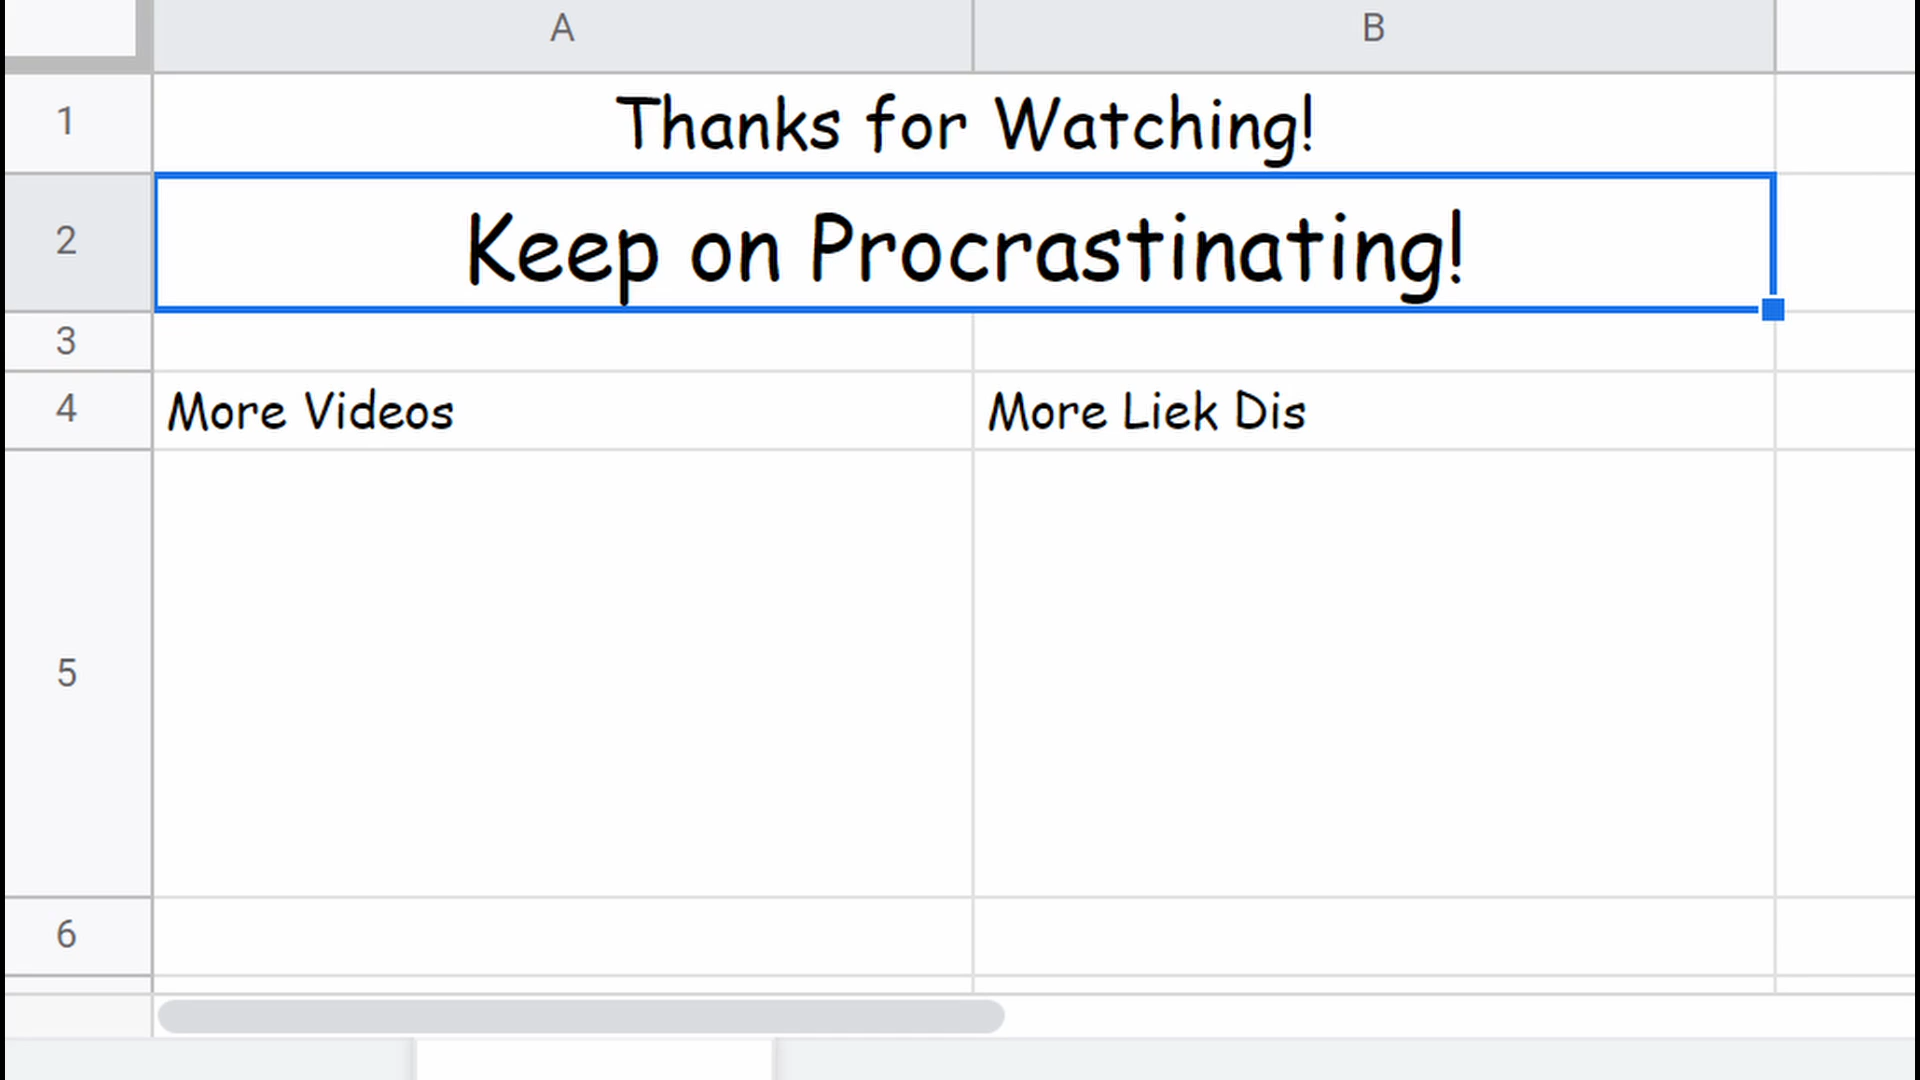 A B
1 Thanks for Watching!
2 Keep on Procrastinating!
3
4 More Videos More Liek Dis
5
6